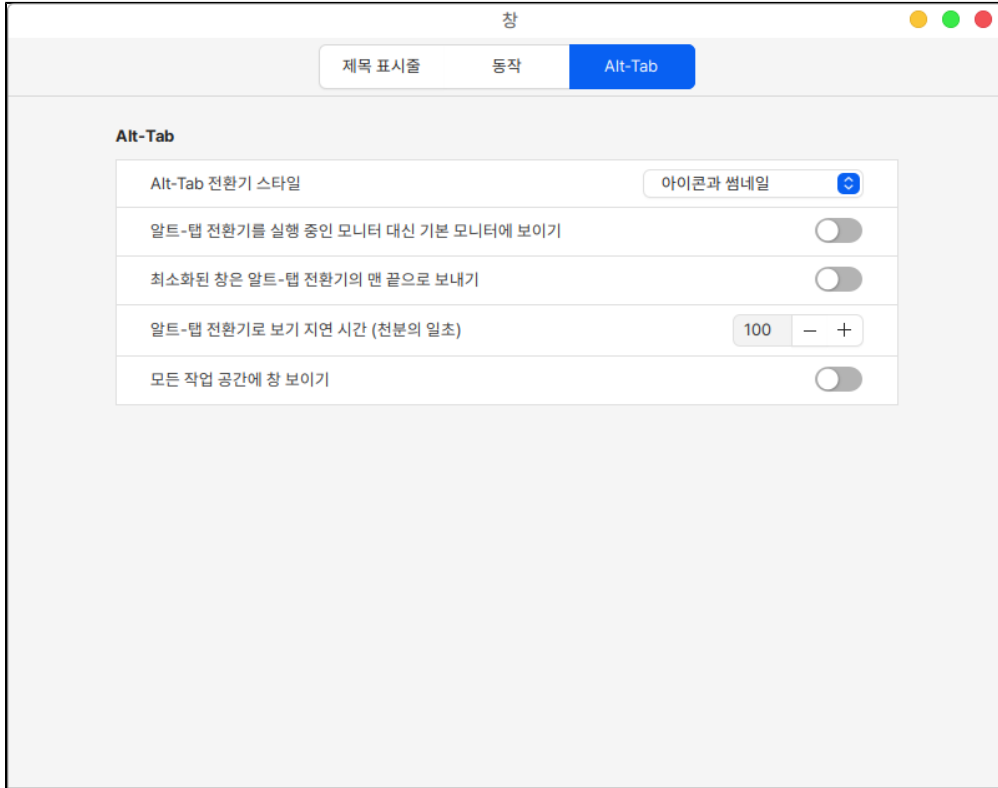 창
제목 표시줄 동작 Alt-Tab
Alt-Tab
Alt-Tab 전환기 스타일 아이콘과 썸네일
알트-탭 전환기를 실행 중인 모니터 대신 기본 모니터에 보이기
최소화된 창은 알트-탭 전환기의 맨 끝으로 보내기
알트-탭 전환기로 보기 지연 시간 (천분의 일초) 100 − +
모든 작업 공간에 창 보이기